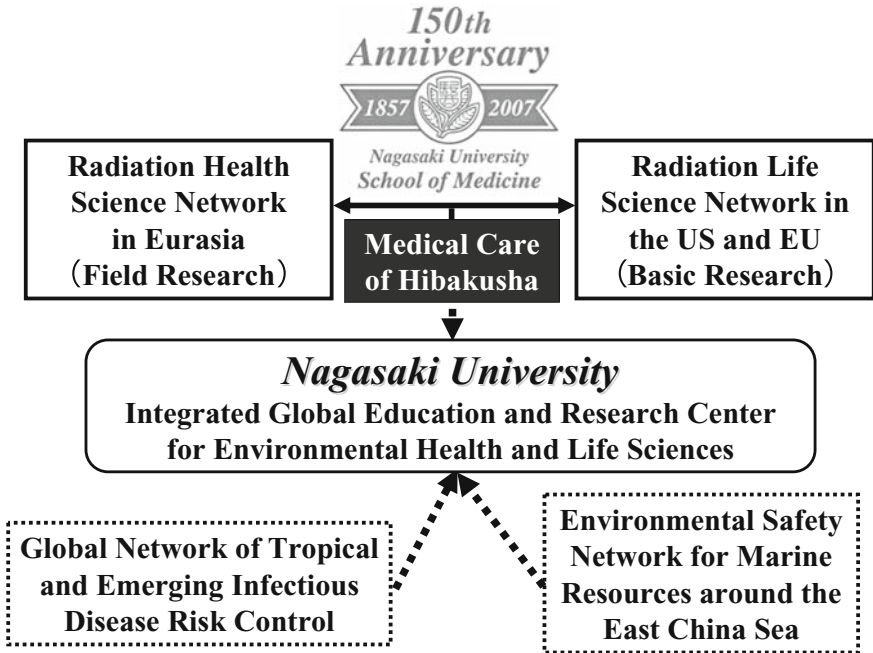 150th
Anniversary
1857 2007
Nagasaki University
School of Medicine
Radiation Health
Science Network
in Eurasia
(Field Research)
Medical Care
of Hibakusha
Radiation Life
Science Network in
the US and EU
(Basic Research)
Nagasaki University
Integrated Global Education and Research Center
for Environmental Health and Life Sciences
Global Network of Tropical
and Emerging Infectious
Disease Risk Control
Environmental Safety
Network for Marine
Resources around the
East China Sea